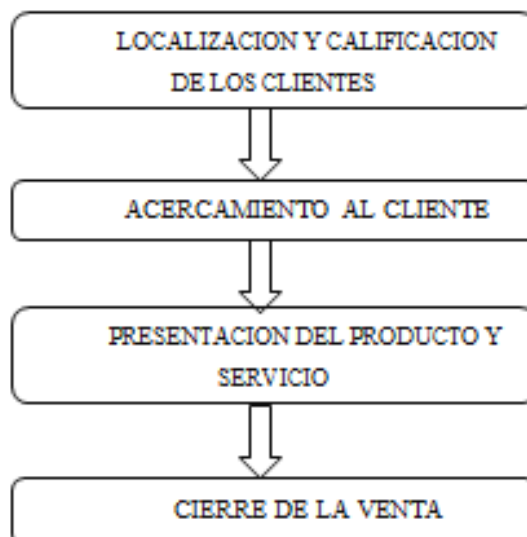 LOCALIZACION Y CALIFICACION
DE LOS CLIENTES
ACERCAMIENTO AL CLIENTE
PRESENTACION DEL PRODUCTO Y
SERVICIO
CIERRE DE LA VENTA